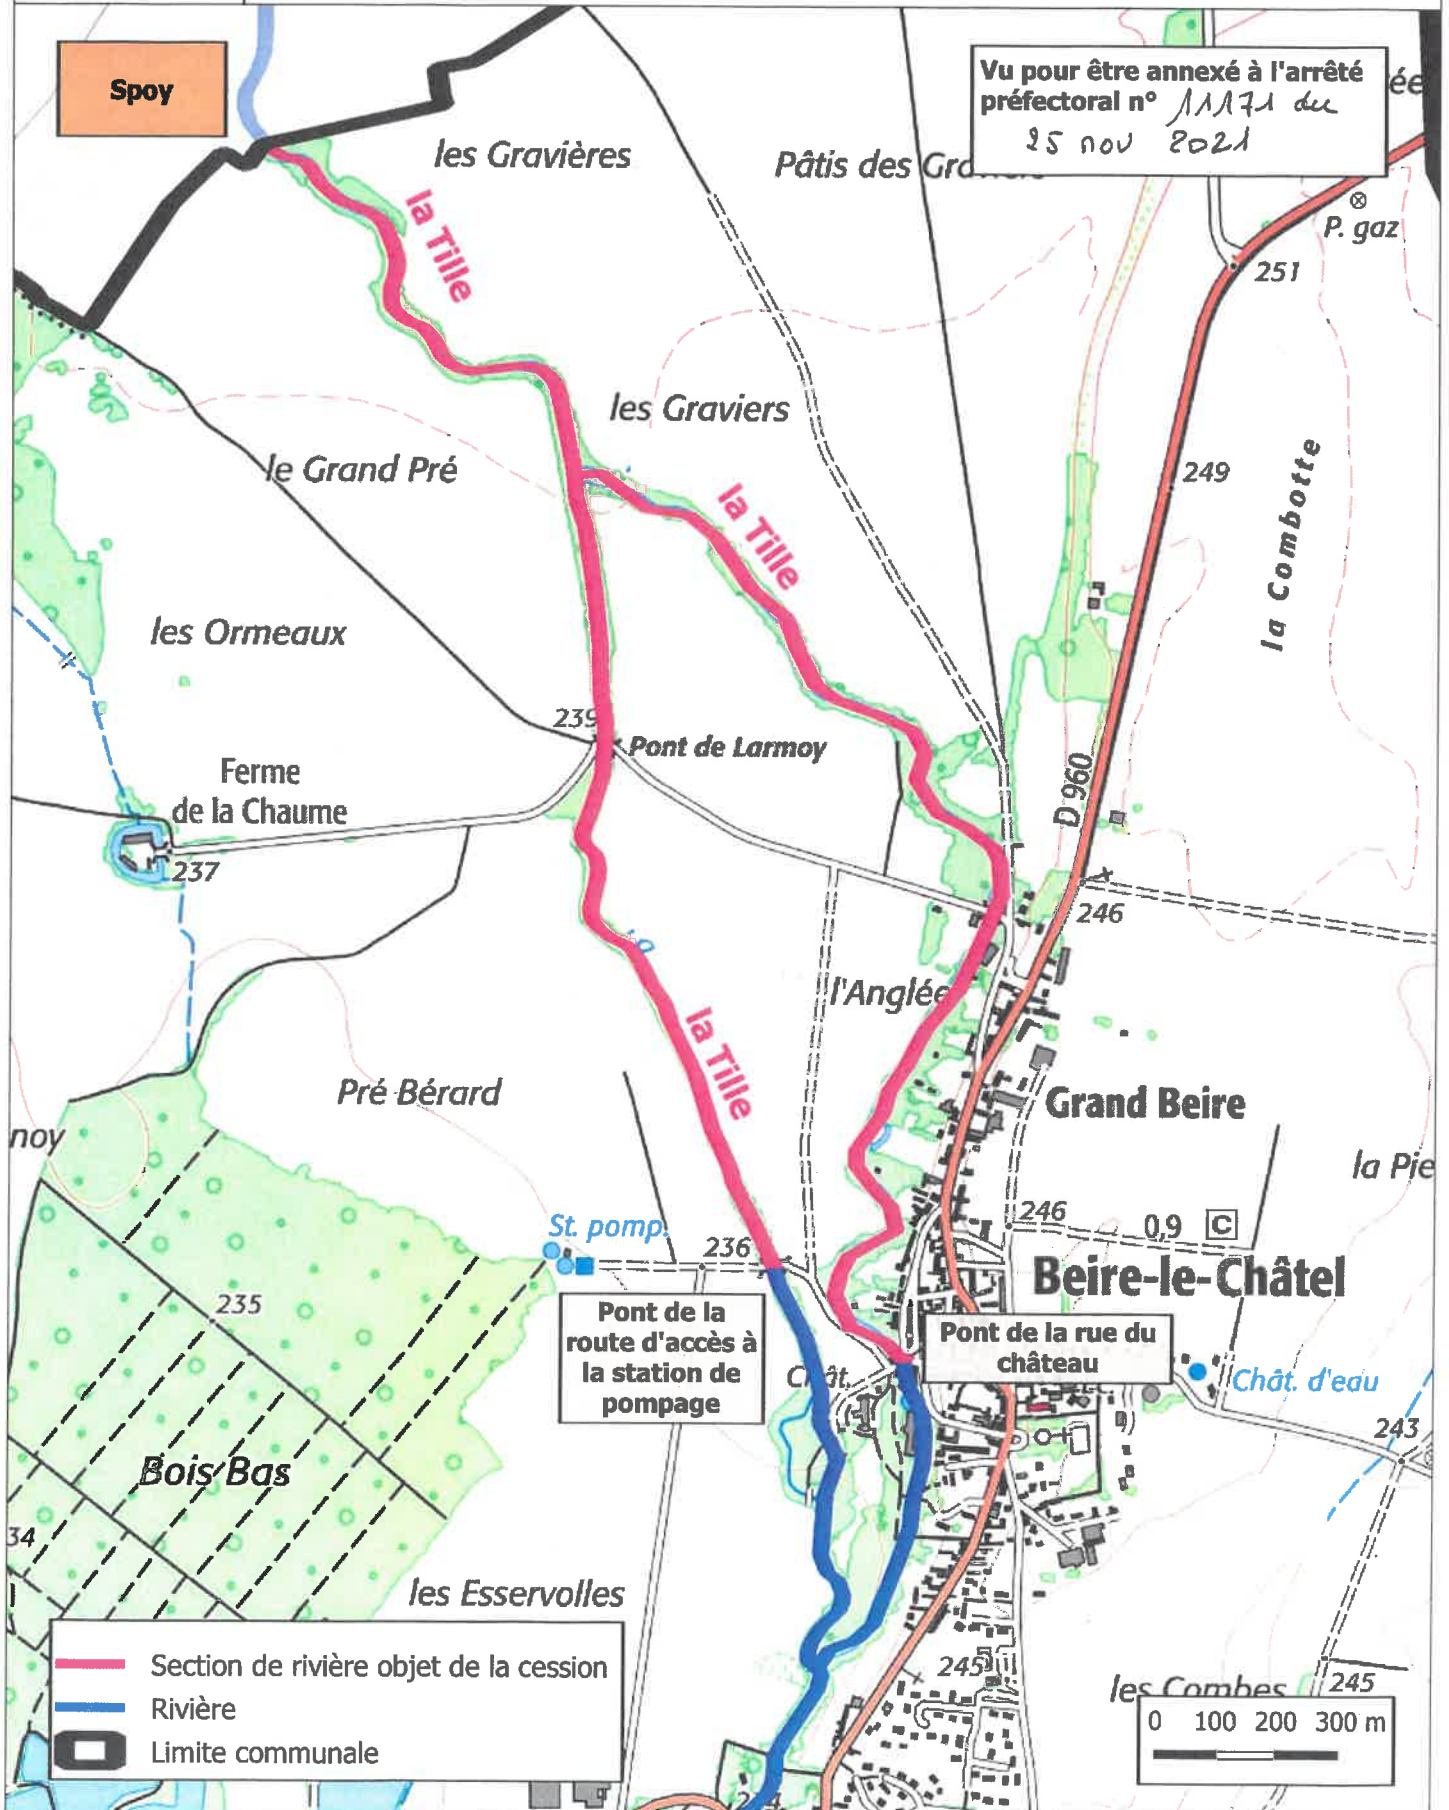 Spoy
Vu pour être annexé à l'arrêté
préfectoral n° 11171 du
25 nov 2021
ée
les Gravières
Pâtis des Gra
P. gaz
251
la Tille
les Graviers
249
la Combotte
le Grand Pré
la Tille
les Ormeaux
239
Pont de Larmoy
D 960
Ferme
de la Chaume
237
246
l'Anglée
la Tille
Pré Bérard
Grand Beire
noy
la Pie
St. pomp.
236
246
0,9
C
Beire-le-Châtel
235
Pont de la
route d'accès à
la station de
pompage
Pont de la rue du
château
Chât.
Chât. d'eau
243
Bois Bas
34
les Esservolles
Section de rivière objet de la cession
Rivière
Limite communale
245
les Combes
245
0 100 200 300 m